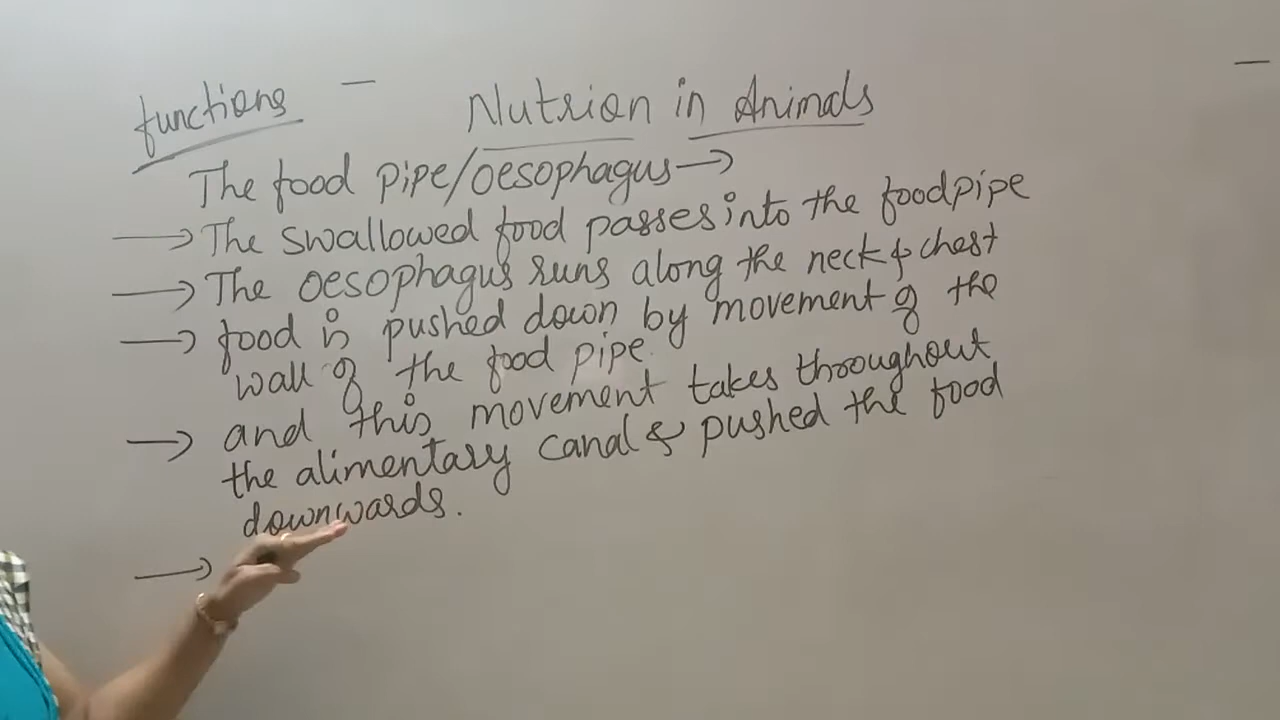 functions —
Nutrion in Animals
The food pipe/oesophagus →
→ The swallowed food passes into the foodpipe
→ The oesophagus runs along the neck & chest
→ food is pushed down by movement of the
wall of the food pipe.
→ and this movement takes throughout
the alimentary canal & pushed the food
downwards.
→